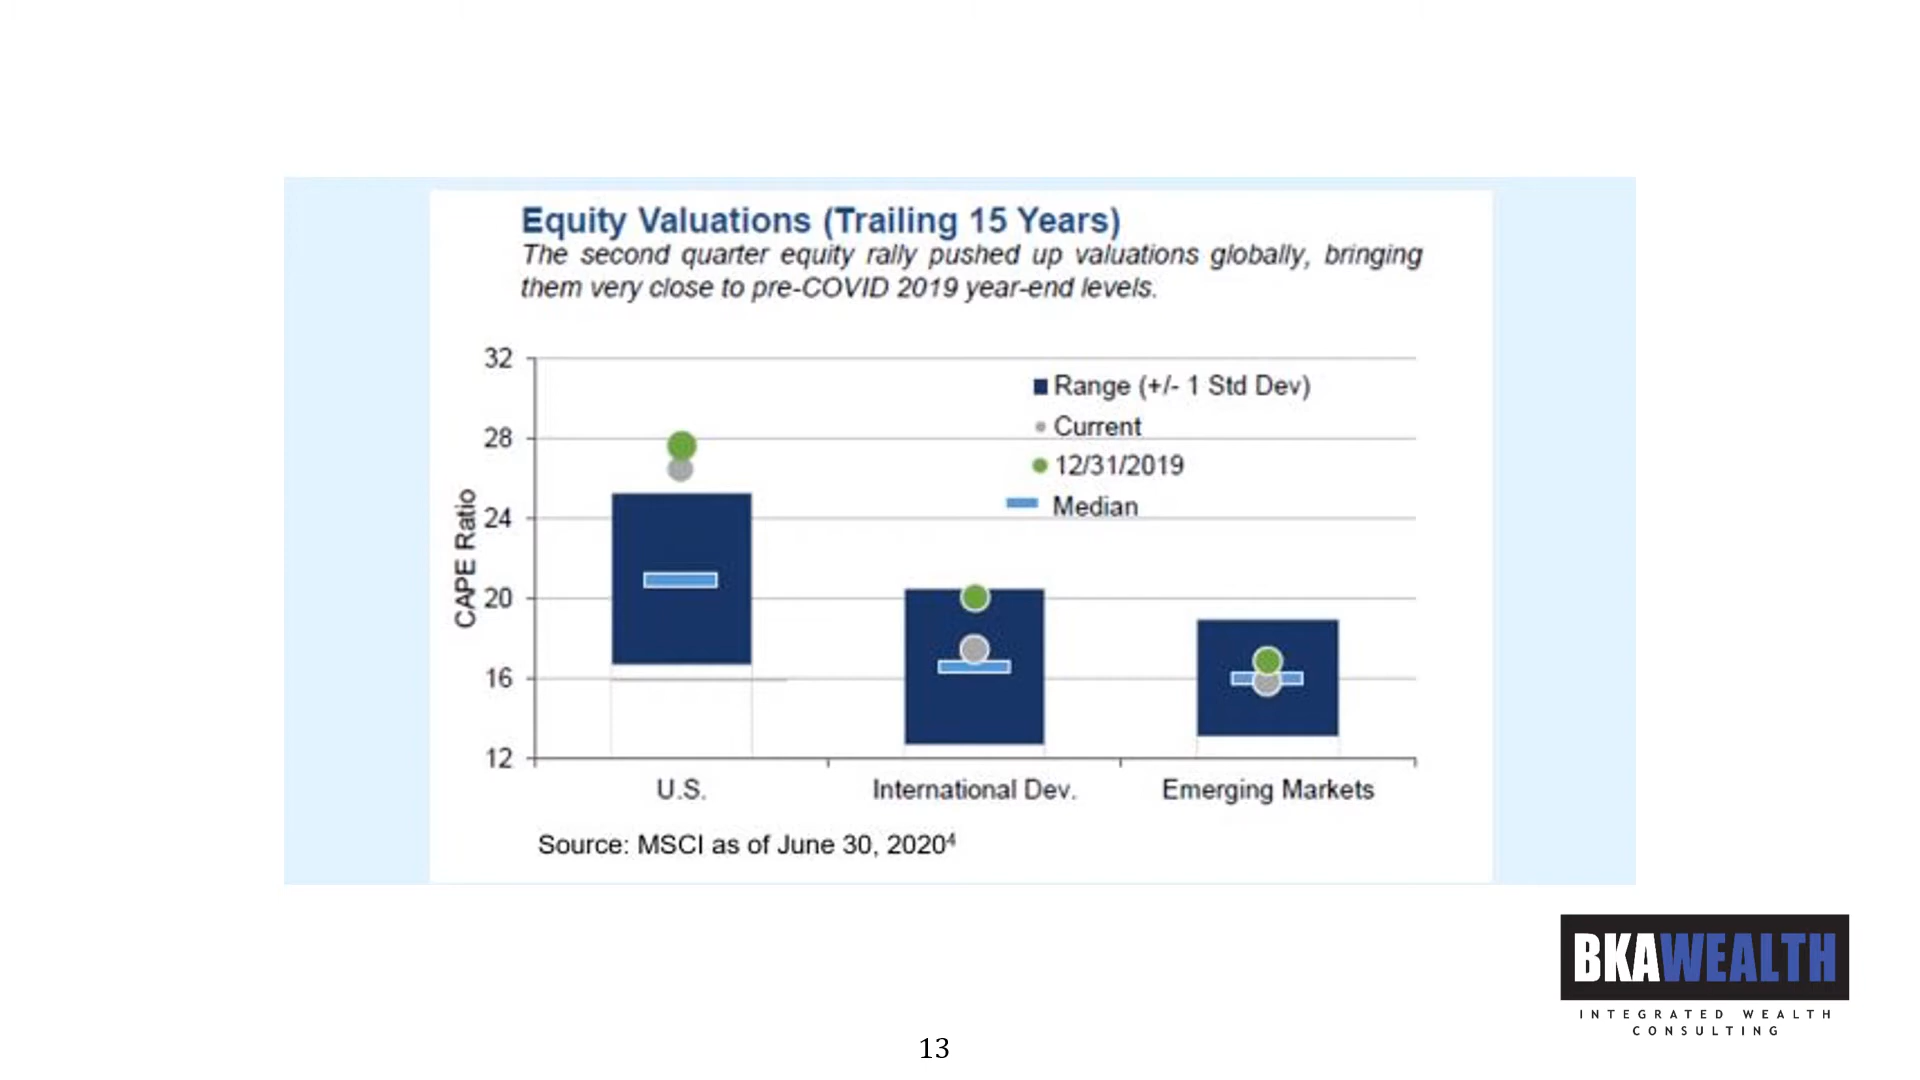 Equity Valuations (Trailing 15 Years)
The second quarter equity rally pushed up valuations globally, bringing
them very close to pre-COVID 2019 year-end levels.
32
28
24
20
16
12
CAPE Ratio
Range (+/- 1 Std Dev)
Current
12/31/2019
Median
U.S.
International Dev.
Emerging Markets
Source: MSCI as of June 30, 2020⁴
BKAWEALTH
INTEGRATED WEALTH
CONSULTING
13